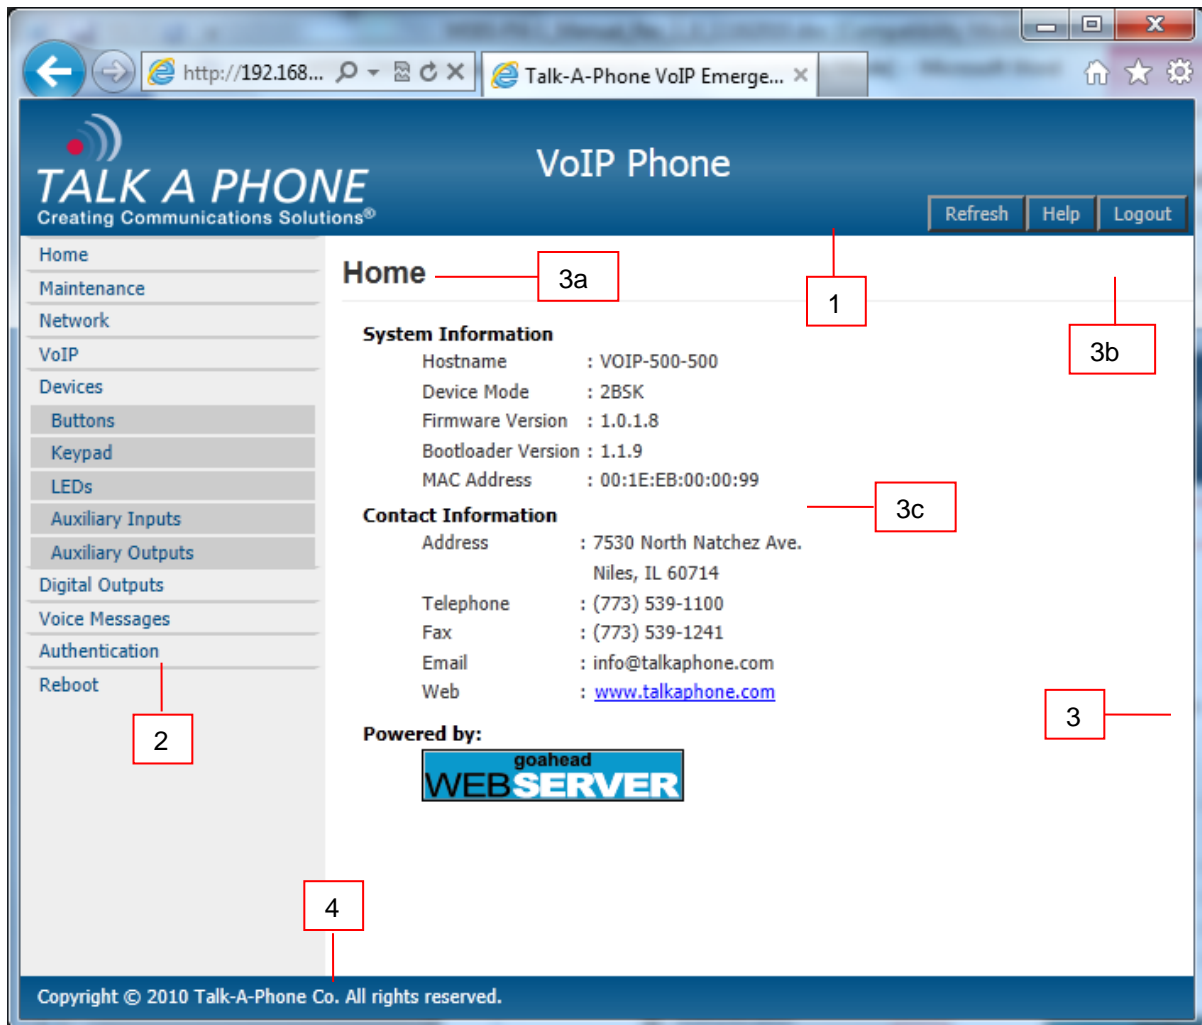 http://192.168...
Talk-A-Phone VoIP Emerge...
TALK A PHONE
Creating Communications Solutions®
VoIP Phone
Refresh Help Logout
Home
Maintenance
Network
VoIP
Devices
Buttons
Keypad
LEDs
Auxiliary Inputs
Auxiliary Outputs
Digital Outputs
Voice Messages
Authentication
Reboot
2
Home
3a
1
3b
System Information
Hostname : VOIP-500-500
Device Mode : 2BSK
Firmware Version : 1.0.1.8
Bootloader Version : 1.1.9
MAC Address : 00:1E:EB:00:00:99
3c
Contact Information
Address : 7530 North Natchez Ave.
Niles, IL 60714
Telephone : (773) 539-1100
Fax : (773) 539-1241
Email : info@talkaphone.com
Web : www.talkaphone.com
3
Powered by:
goahead
WEBSERVER
4
Copyright © 2010 Talk-A-Phone Co. All rights reserved.